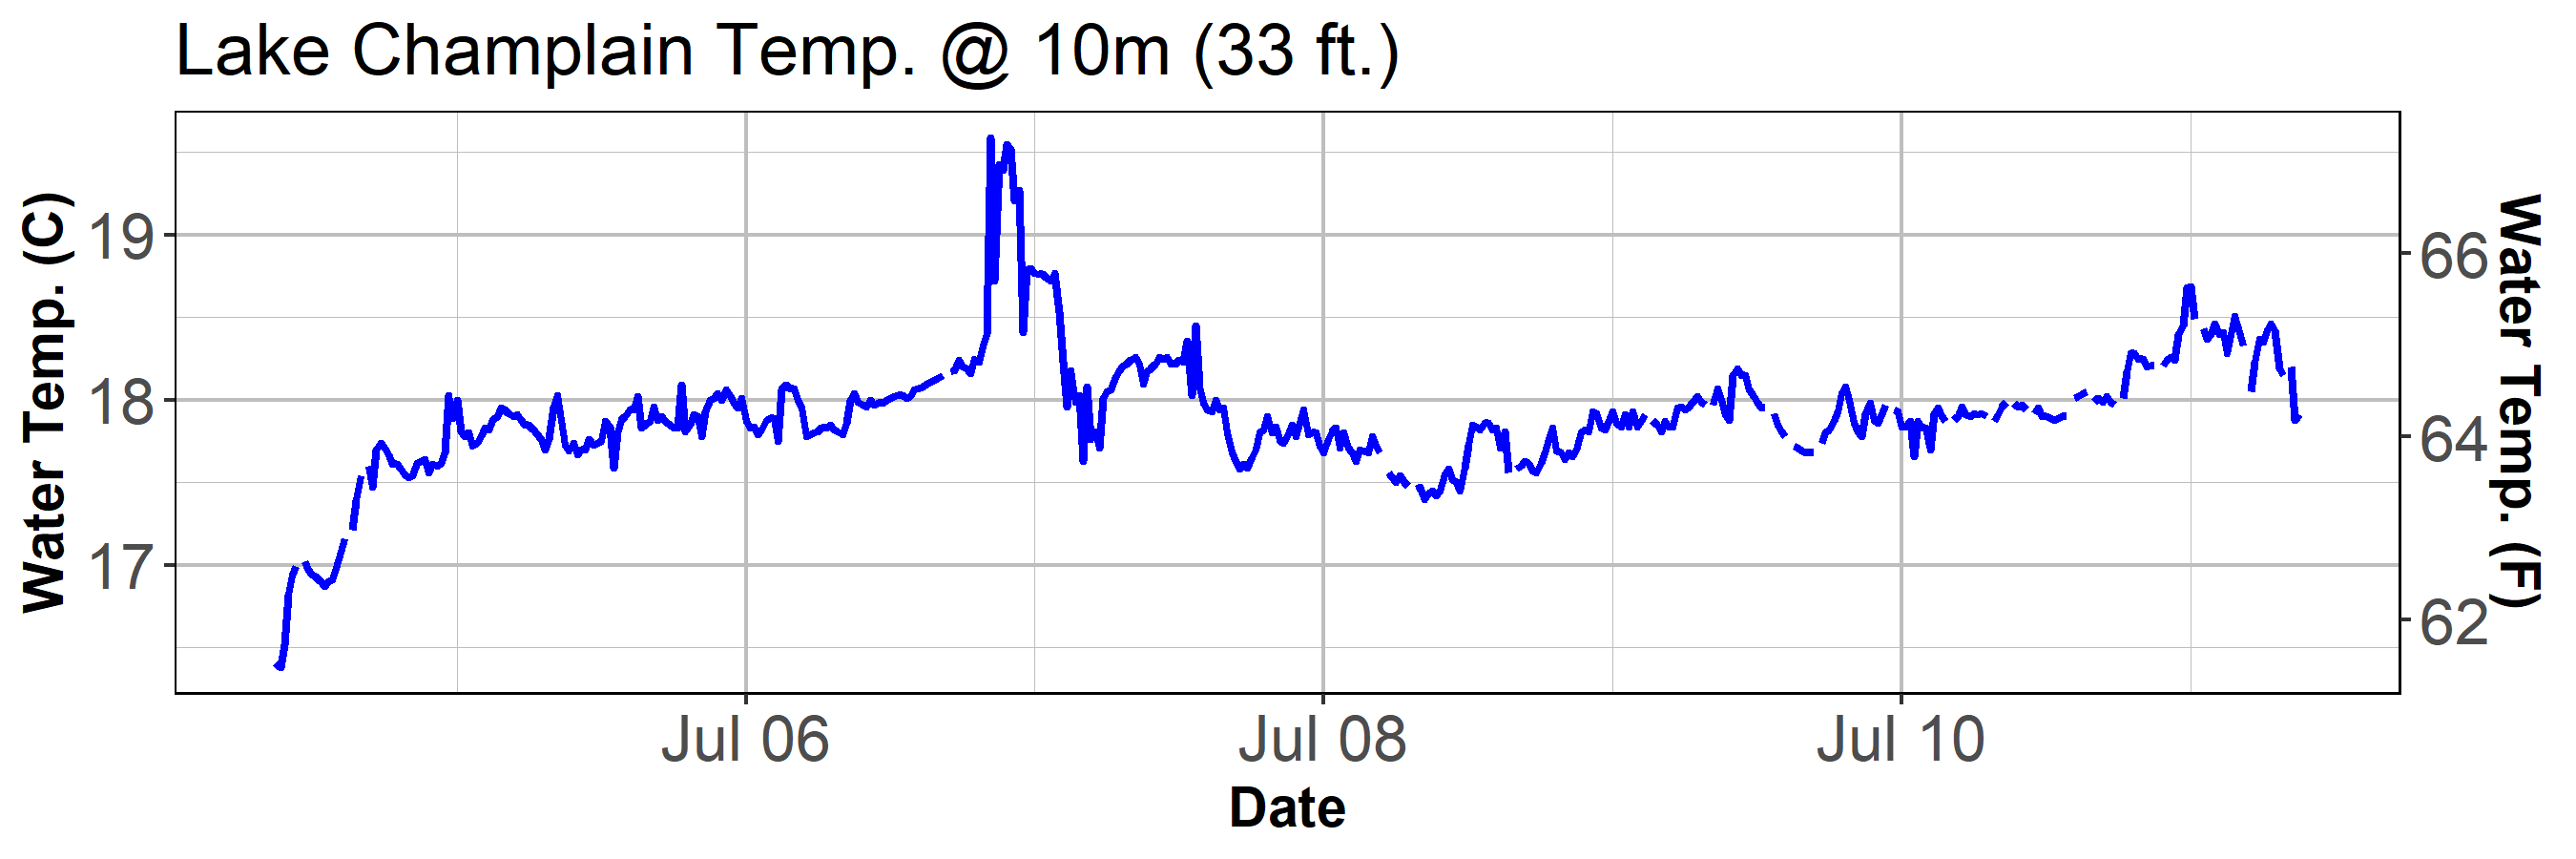 Lake Champlain Temp. @ 10m (33 ft.)
Water Temp. (C)
19
18
17
66
64
62
Water Temp. (F)
Jul 06 Jul 08 Jul 10
Date